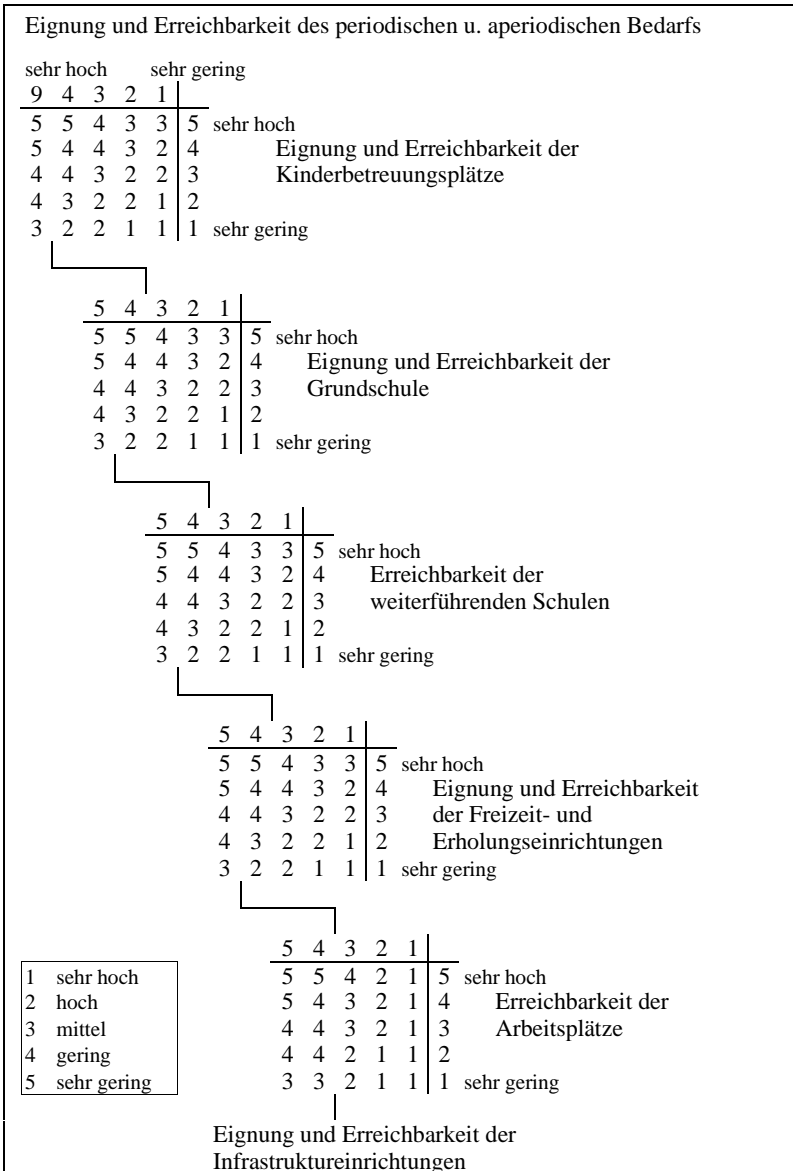 Eignung und Erreichbarkeit des periodischen u. aperiodischen Bedarfs
sehr hoch sehr gering
9 4 3 2 1
5 5 4 3 3 5 sehr hoch
5 4 4 3 2 4 Eignung und Erreichbarkeit der
4 4 3 2 2 3 Kinderbetreuungsplätze
4 3 2 2 1 2
3 2 2 1 1 1 sehr gering
5 4 3 2 1
5 5 4 3 3 5 sehr hoch
5 4 4 3 2 4 Eignung und Erreichbarkeit der
4 4 3 2 2 3 Grundschule
4 3 2 2 1 2
3 2 2 1 1 1 sehr gering
5 4 3 2 1
5 5 4 3 3 5 sehr hoch
5 4 4 3 2 4 Erreichbarkeit der
4 4 3 2 2 3 weiterführenden Schulen
4 3 2 2 1 2
3 2 2 1 1 1 sehr gering
5 4 3 2 1
5 5 4 3 3 5 sehr hoch
5 4 4 3 2 4 Eignung und Erreichbarkeit
4 4 3 2 2 3 der Freizeit- und
4 3 2 2 1 2 Erholungseinrichtungen
3 2 2 1 1 1 sehr gering
5 4 3 2 1
5 5 4 2 1 5 sehr hoch
5 4 3 2 1 4 Erreichbarkeit der
4 4 3 2 1 3 Arbeitsplätze
4 4 2 1 1 2
3 3 2 1 1 1 sehr gering
1 sehr hoch
2 hoch
3 mittel
4 gering
5 sehr gering
Eignung und Erreichbarkeit der
Infrastruktureinrichtungen